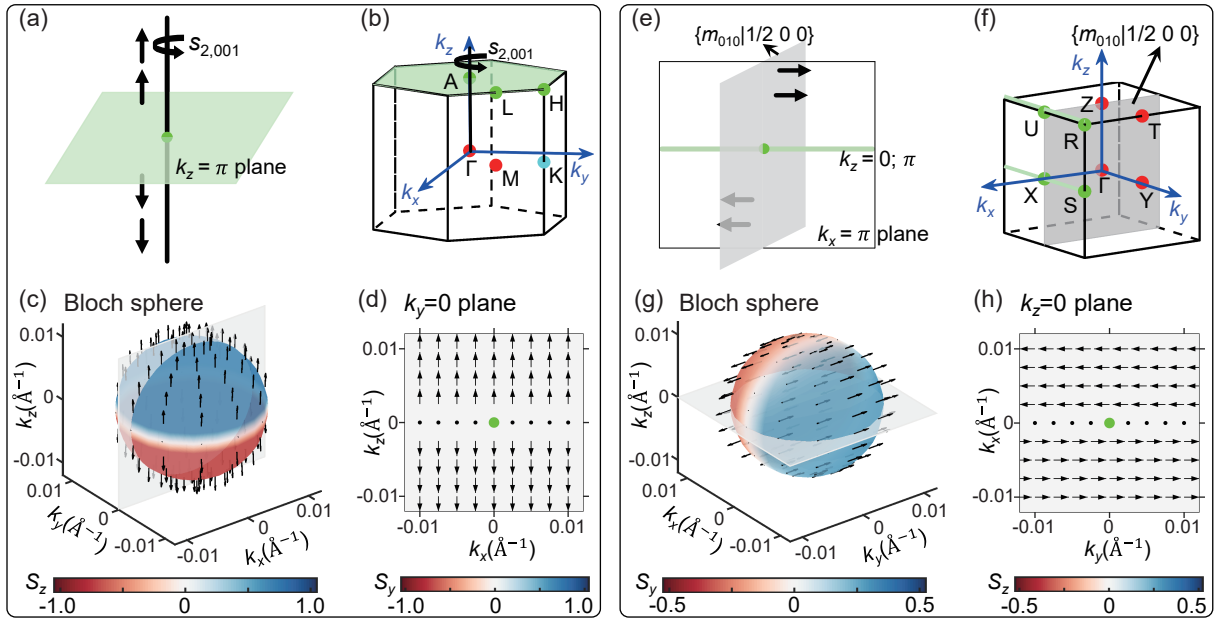 (a)
s2,001
kz = π plane
(b)
kz
s2,001
A
L
H
Γ
M
K
kx
ky
(c) Bloch sphere
kz(Å−1)
0.01
0
-0.01
0.01
0
-0.01
ky(Å−1)
-0.01
0
0.01
kx(Å−1)
Sz
-1.0
0
1.0
(d) ky=0 plane
kz(Å−1)
0.01
0
-0.01
-0.01
0
0.01
kx(Å−1)
Sy
-1.0
0
1.0
(e)
{m010|1/2 0 0}
kz = 0; π
kx = π plane
(f)
{m010|1/2 0 0}
kz
Z
U
R
T
Γ
X
S
Y
kx
ky
(g) Bloch sphere
kz(Å−1)
0.01
0
-0.01
0.01
0
-0.01
kx(Å−1)
-0.01
0
0.01
ky(Å−1)
Sy
-0.5
0
0.5
(h) kz=0 plane
kx(Å−1)
0.01
0
-0.01
-0.01
0
0.01
ky(Å−1)
Sz
-0.5
0
0.5